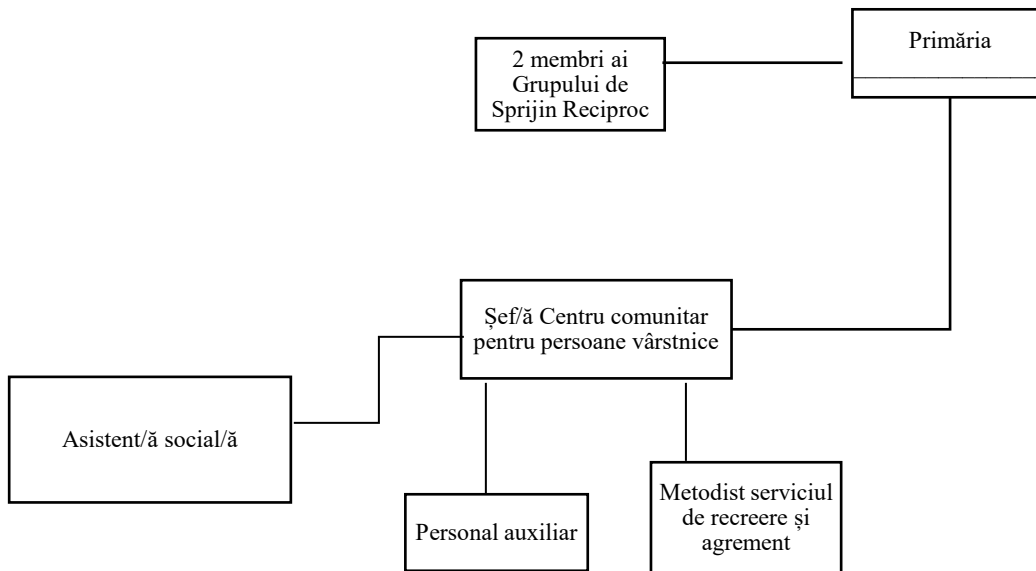 Primăria
2 membri ai
Grupului de
Sprijin Reciproc
Șef/ă Centru comunitar
pentru persoane vârstnice
Asistent/ă social/ă
Personal auxiliar
Metodist serviciul
de recreere și
agrement